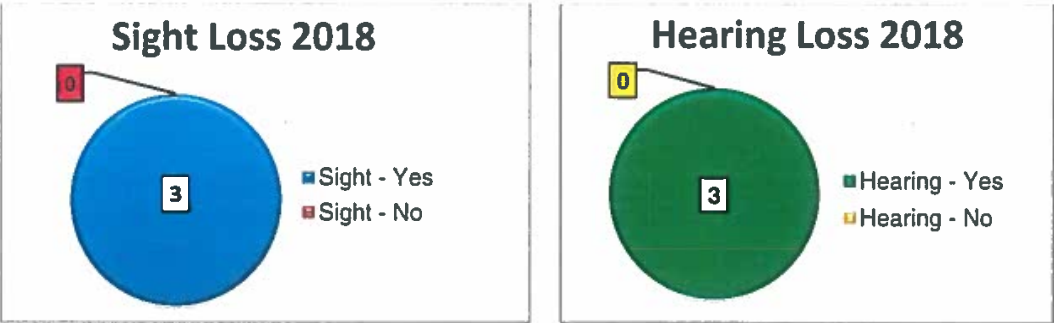 Sight Loss 2018
0
3
Sight - Yes
Sight - No
Hearing Loss 2018
0
3
Hearing - Yes
Hearing - No